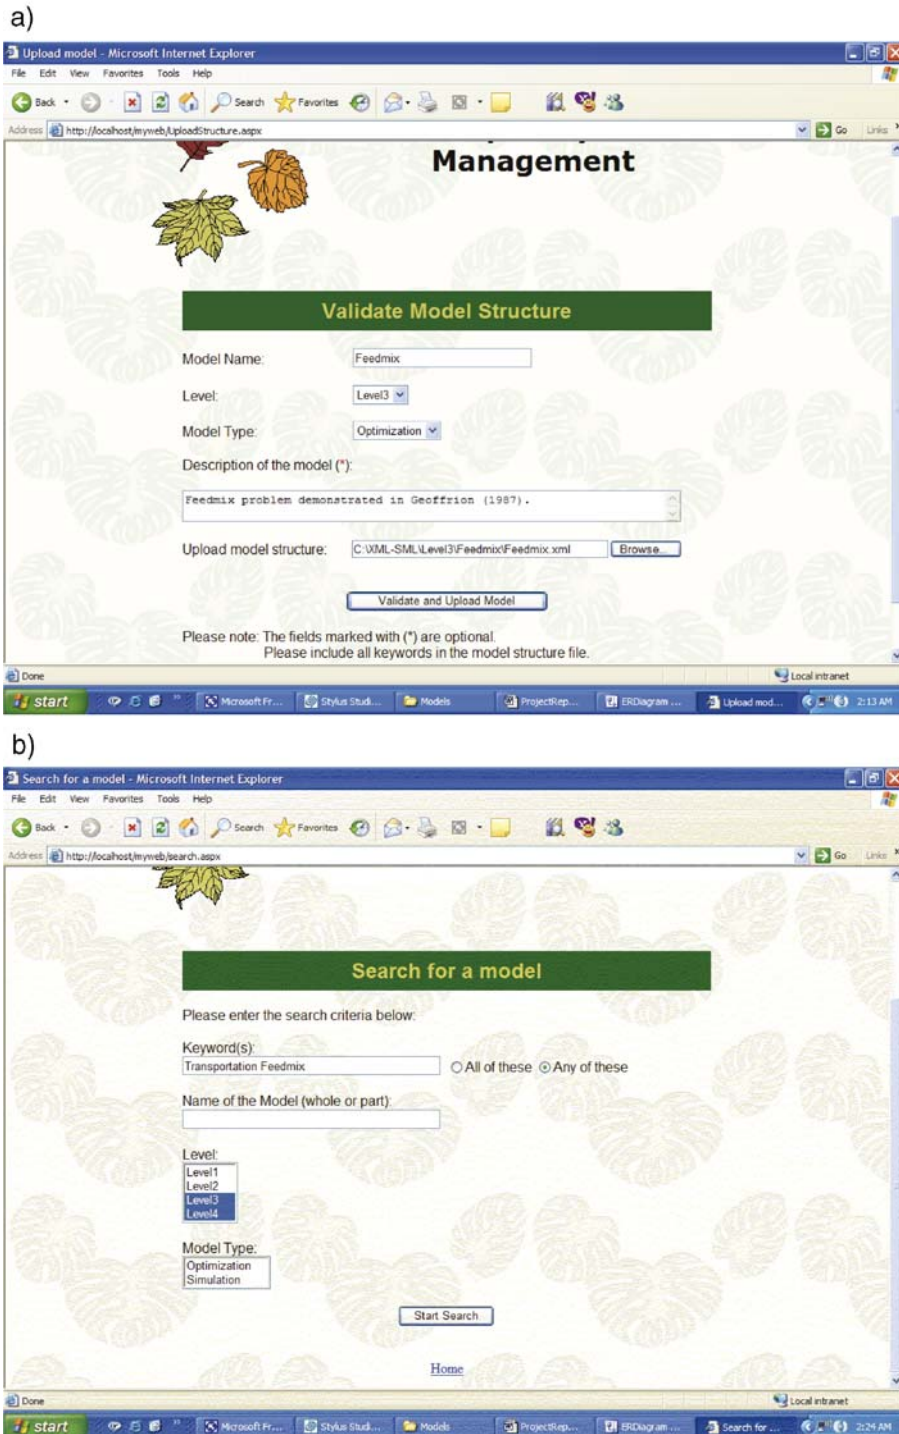 a)
Upload model - Microsoft Internet Explorer
File Edit View Favorites Tools Help
Back Search Favorites
Address http://localhost/myweb/UploadStructure.aspx Go Links
Management
Validate Model Structure
Model Name: Feedmix
Level: Level3
Model Type: Optimization
Description of the model (*):
Feedmix problem demonstrated in Geoffrion (1987).
Upload model structure: C:\XML-SML\Level3\Feedmix\Feedmix.xml Browse...
Validate and Upload Model
Please note: The fields marked with (*) are optional.
Please include all keywords in the model structure file.
Done Local intranet
start Microsoft Fr... Stylus Studi... Models ProjectRep... ERDiagram ... Upload mod... 2:13 AM
b)
Search for a model - Microsoft Internet Explorer
File Edit View Favorites Tools Help
Back Search Favorites
Address http://localhost/myweb/search.aspx Go Links
Search for a model
Please enter the search criteria below:
Keyword(s):
Transportation Feedmix All of these Any of these
Name of the Model (whole or part):
Level:
Level1
Level2
Level3
Level4
Model Type:
Optimization
Simulation
Start Search
Home
Done Local intranet
start Microsoft Fr... Stylus Studi... Models ProjectRep... ERDiagram ... Search for ... 2:24 AM